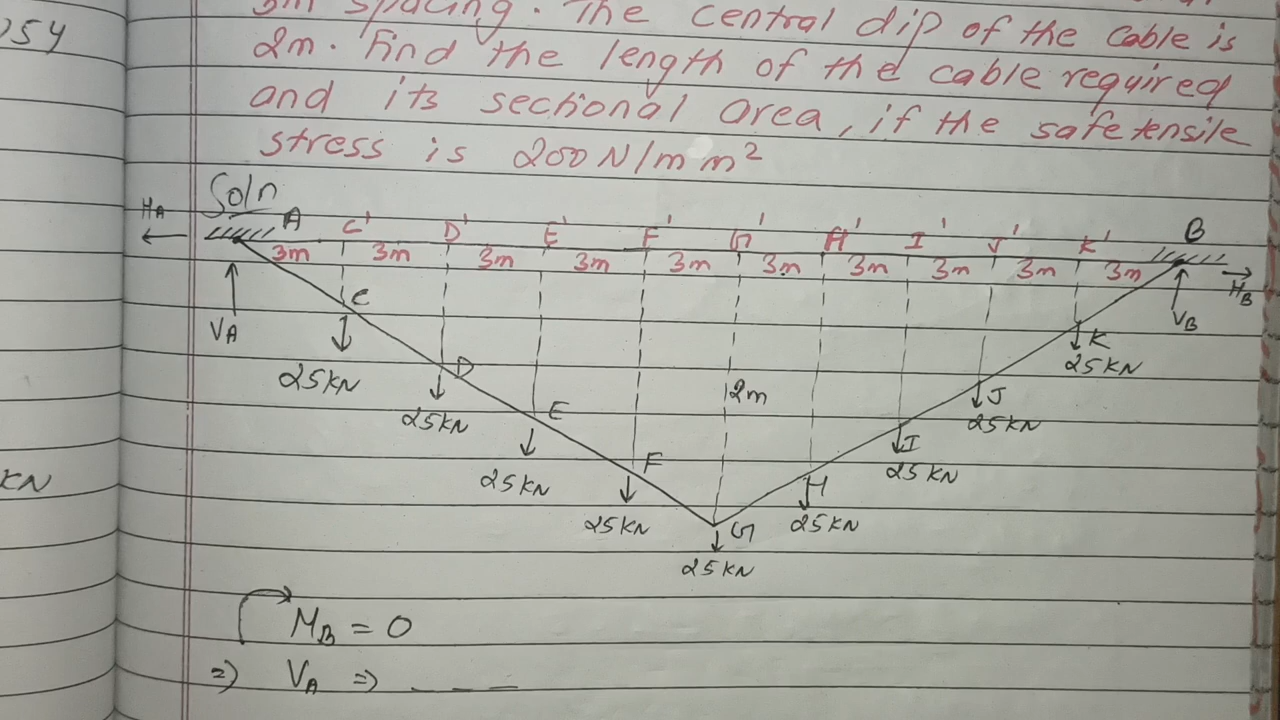 054
3m spacing. The central dip of the cable is
2m. Find the length of the cable required
and its sectional area, if the safe tensile
stress is 200 N/mm²
Soln
HA A C' D' E' F' G' H' I' J' K' B
3m 3m 3m 3m 3m 3m 3m 3m 3m 3m
HB
VA VB
C K
25KN 25KN
D J
25KN 25KN
2m
E I
25KN 25KN
F H
25KN 25KN
G
25KN
KN
MB = 0
=> VA => _ _ _